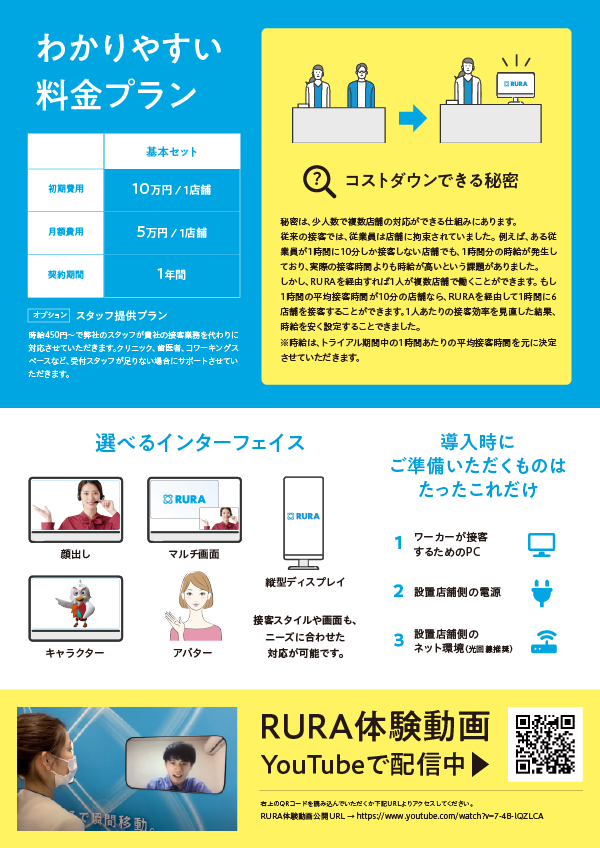 わかりやすい
料金プラン
基本セット
初期費用
10万円 / 1店舗
月額費用
5万円 / 1店舗
契約期間
1年間
オプション スタッフ提供プラン
時給450円〜で弊社のスタッフが貴社の接客業務を代わりに
対応させていただきます。クリニック、歯医者、コワーキングス
ペースなど、受付スタッフが足りない場合にサポートさせてい
ただきます。
RURA
?
コストダウンできる秘密
秘密は、少人数で複数店舗の対応ができる仕組みにあります。
従来の接客では、従業員は店舗に拘束されていました。例えば、ある従
業員が1時間に10分しか接客しない店舗でも、1時間分の時給が発生し
ており、実際の接客時間よりも時給が高いという課題がありました。
しかし、RURAを経由すれば1人が複数店舗で働くことができます。もし
1時間の平均接客時間が10分の店舗なら、RURAを経由して1時間に6
店舗を接客することができます。1人あたりの接客効率を見直した結果、
時給を安く設定することできました。
※時給は、トライアル期間中の1時間あたりの平均接客時間を元に決定
させていただきます。
選べるインターフェイス
顔出し
RURA
マルチ画面
RURA
縦型ディスプレイ
キャラクター
アバター
接客スタイルや画面も、
ニーズに合わせた
対応が可能です。
導入時に
ご準備いただくものは
たったこれだけ
1 ワーカーが接客
するためのPC
2 設置店舗側の電源
3 設置店舗側の
ネット環境(光回線推奨)
で瞬間移動。
RURA体験動画
YouTubeで配信中▶
右上のQRコードを読み込んでいただくか下記URLよりアクセスしてください。
RURA体験動画公開URL → https://www.youtube.com/watch?v=7-4B-lQZLCA